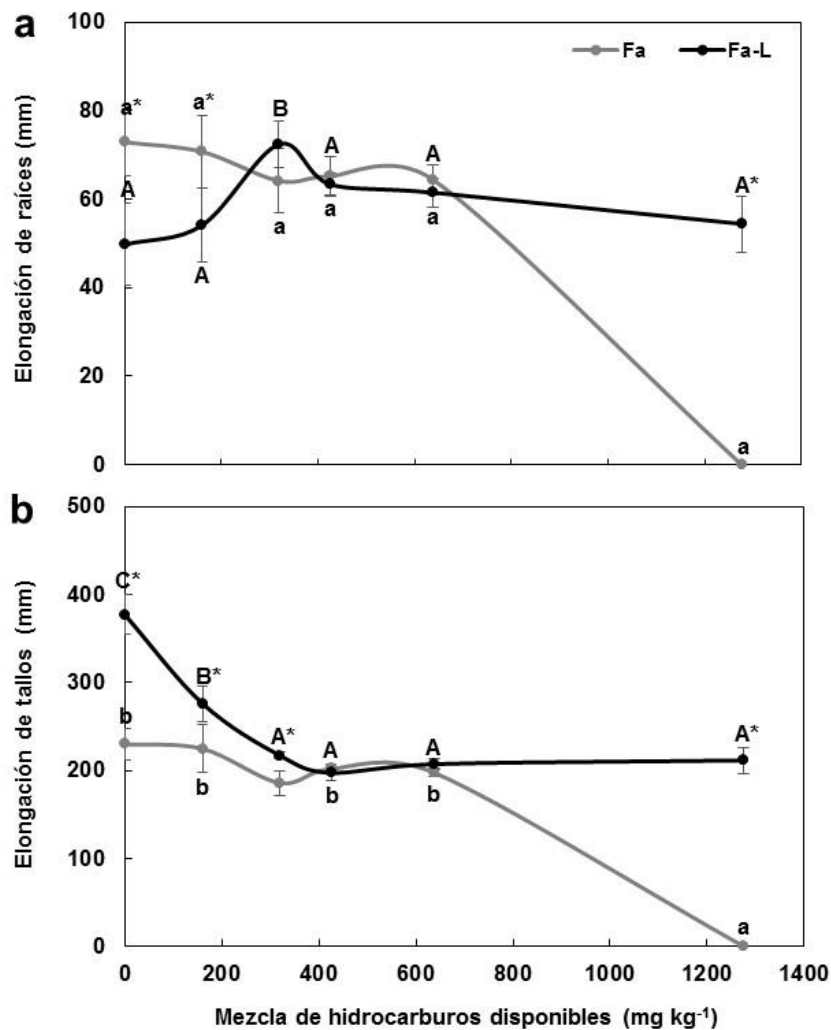 a
100
80
60
40
20
0
Elongación de raíces (mm)
Fa
Fa-L
a*
a*
B
A
A
A
A
a
a
a
A*
a
b
500
400
300
200
100
0
Elongación de tallos (mm)
C*
B*
A*
A
A
A*
b
b
b
b
a
0 200 400 600 800 1000 1200 1400
Mezcla de hidrocarburos disponibles (mg kg⁻¹)